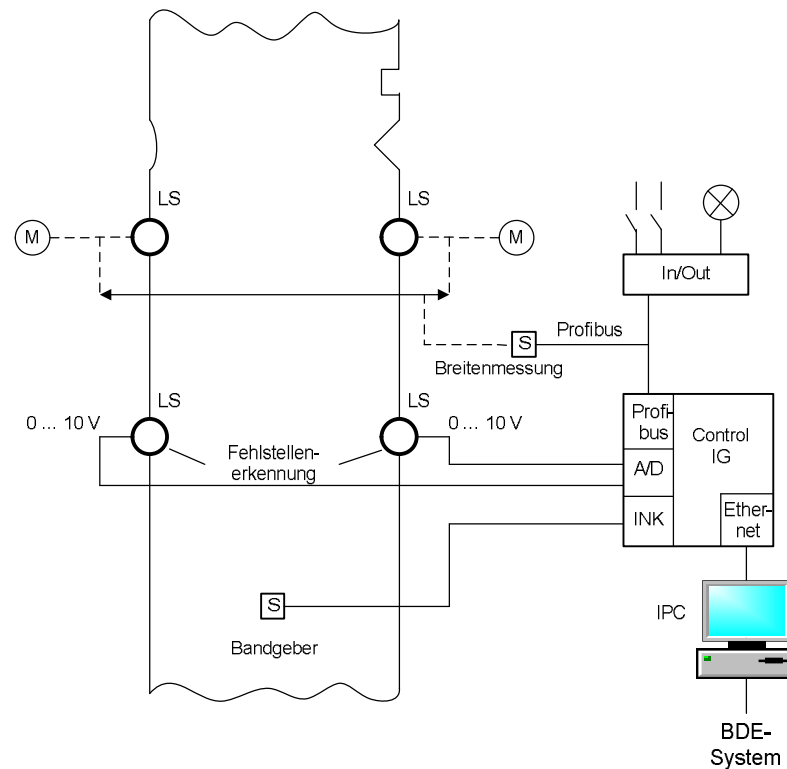 LS
LS
M
M
In/Out
Profibus
S
Breitenmessung
LS
LS
0 ... 10 V
0 ... 10 V
Profi-
bus
Control
IG
Fehlstellen-
erkennung
A/D
INK
Ether-
net
S
Bandgeber
IPC
BDE-
System